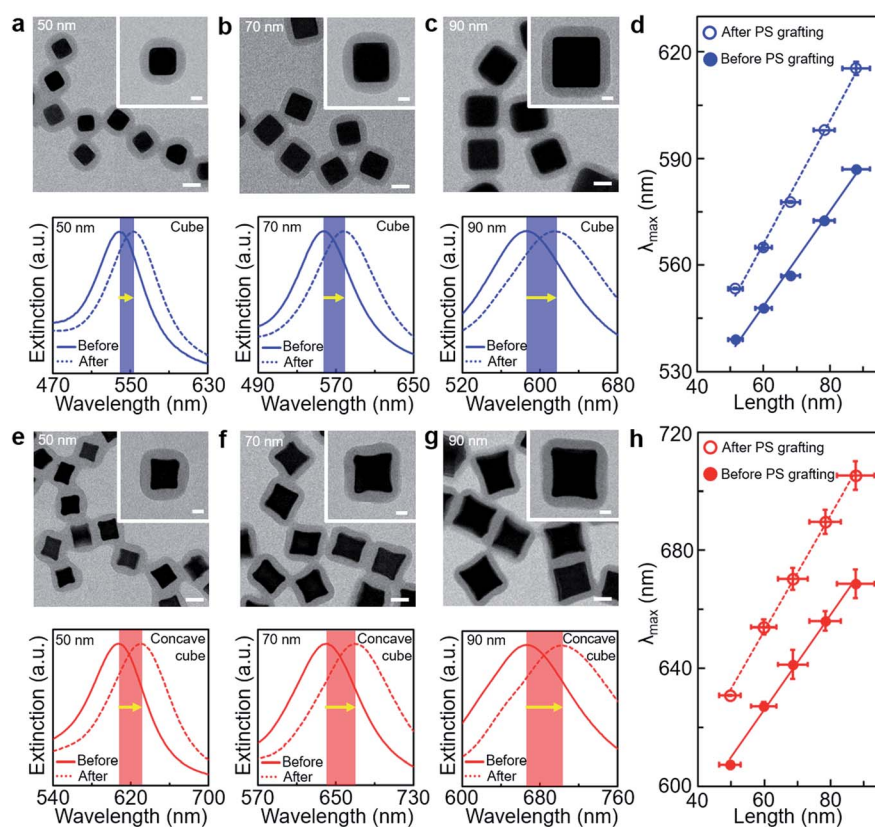 a
50 nm
b
70 nm
c
90 nm
d
After PS grafting
Before PS grafting
620
590
560
530
λmax (nm)
40
60
80
Length (nm)
50 nm
Cube
Extinction (a.u.)
Before
After
470
550
630
Wavelength (nm)
70 nm
Cube
Extinction (a.u.)
Before
After
490
570
650
Wavelength (nm)
90 nm
Cube
Extinction (a.u.)
Before
After
520
600
680
Wavelength (nm)
e
50 nm
f
70 nm
g
90 nm
h
After PS grafting
Before PS grafting
720
680
640
600
λmax (nm)
40
60
80
Length (nm)
50 nm
Concave
cube
Extinction (a.u.)
Before
After
540
620
700
Wavelength (nm)
70 nm
Concave
cube
Extinction (a.u.)
Before
After
570
650
730
Wavelength (nm)
90 nm
Concave
cube
Extinction (a.u.)
Before
After
600
680
760
Wavelength (nm)